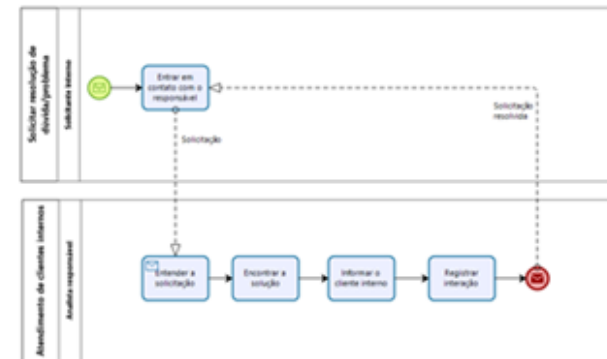 Solicitar resolução de
dúvida/problema
Solicitante interno
Entrar em
contato com o
responsável
Solicitação
Solicitação
resolvida
Atendimento de clientes internos
Analista responsável
Entender a
solicitação
Encontrar a
solução
Informar o
cliente interno
Registrar
interação